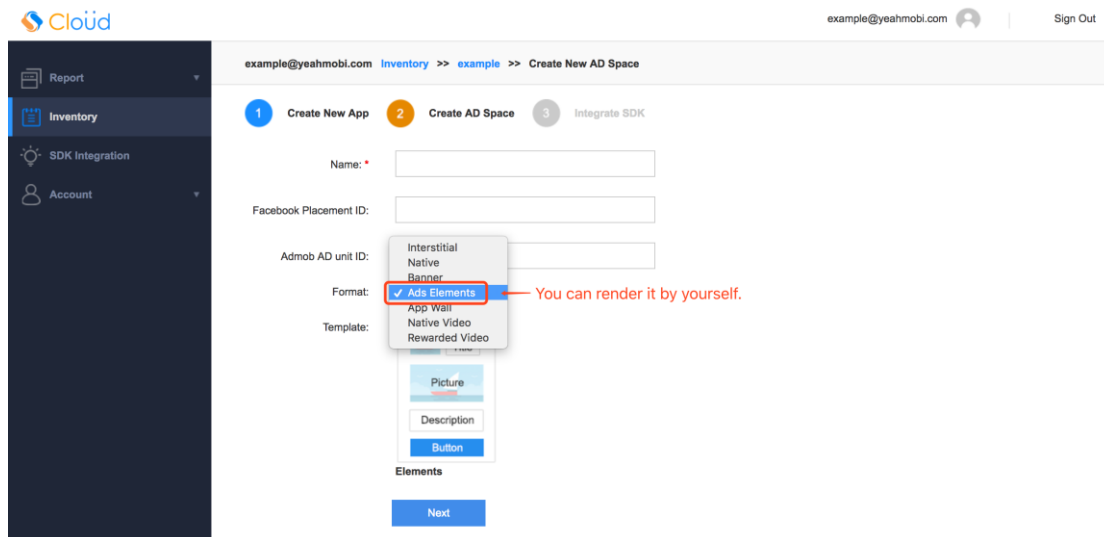 Cloüd
example@yeahmobi.com
Sign Out
Report
Inventory
SDK Integration
Account
example@yeahmobi.com Inventory >> example >> Create New AD Space
1 Create New App 2 Create AD Space 3 Integrate SDK
Name: *
Facebook Placement ID:
Admob AD unit ID:
Format:
Interstitial
Native
Banner
✓ Ads Elements
You can render it by yourself.
App Wall
Native Video
Rewarded Video
Template:
Title
Picture
Description
Button
Elements
Next